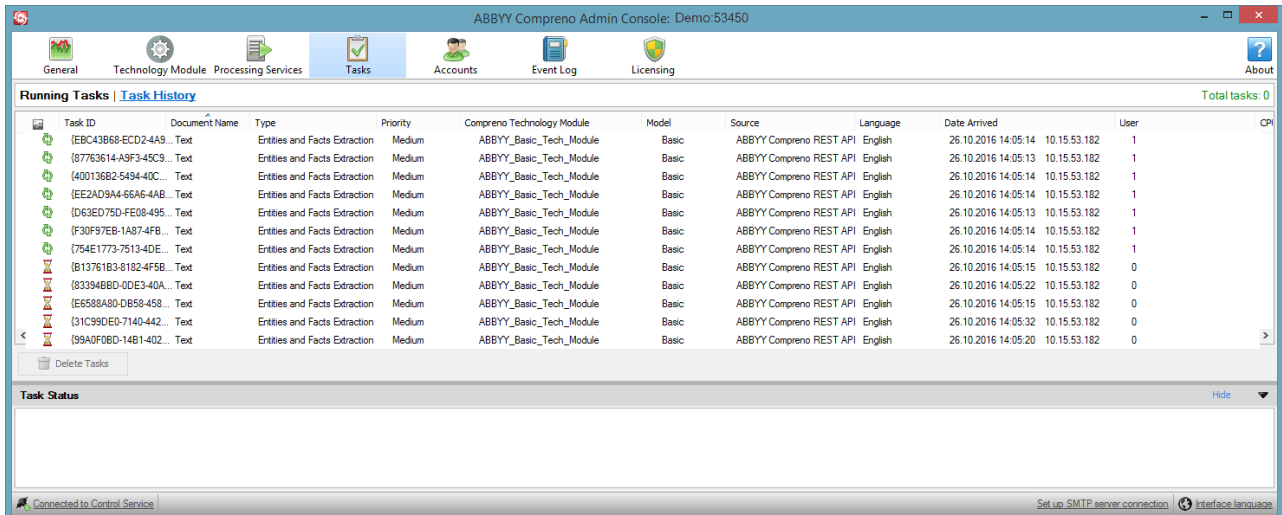 ABBYY Compreno Admin Console: Demo:53450
General Technology Module Processing Services Tasks Accounts Event Log Licensing About
Running Tasks | Task History Total tasks: 0
Task ID Document Name Type Priority Compreno Technology Module Model Source Language Date Arrived User CPU
{EBC43B68-ECD2-4A9... Text Entities and Facts Extraction Medium ABBYY_Basic_Tech_Module Basic ABBYY Compreno REST API English 26.10.2016 14:05:14 10.15.53.182 1
{87763614-A9F3-45C9... Text Entities and Facts Extraction Medium ABBYY_Basic_Tech_Module Basic ABBYY Compreno REST API English 26.10.2016 14:05:13 10.15.53.182 1
{400136B2-5494-40C... Text Entities and Facts Extraction Medium ABBYY_Basic_Tech_Module Basic ABBYY Compreno REST API English 26.10.2016 14:05:14 10.15.53.182 1
{EE2AD9A4-66A6-4AB... Text Entities and Facts Extraction Medium ABBYY_Basic_Tech_Module Basic ABBYY Compreno REST API English 26.10.2016 14:05:14 10.15.53.182 1
{D63ED75D-FE08-495... Text Entities and Facts Extraction Medium ABBYY_Basic_Tech_Module Basic ABBYY Compreno REST API English 26.10.2016 14:05:13 10.15.53.182 1
{F30F97EB-1A87-4FB... Text Entities and Facts Extraction Medium ABBYY_Basic_Tech_Module Basic ABBYY Compreno REST API English 26.10.2016 14:05:14 10.15.53.182 1
{754E1773-7513-4DE... Text Entities and Facts Extraction Medium ABBYY_Basic_Tech_Module Basic ABBYY Compreno REST API English 26.10.2016 14:05:14 10.15.53.182 1
{B13761B3-8182-4F5B... Text Entities and Facts Extraction Medium ABBYY_Basic_Tech_Module Basic ABBYY Compreno REST API English 26.10.2016 14:05:15 10.15.53.182 0
{83394BBD-0DE3-40A... Text Entities and Facts Extraction Medium ABBYY_Basic_Tech_Module Basic ABBYY Compreno REST API English 26.10.2016 14:05:22 10.15.53.182 0
{E6588A80-DB58-458... Text Entities and Facts Extraction Medium ABBYY_Basic_Tech_Module Basic ABBYY Compreno REST API English 26.10.2016 14:05:15 10.15.53.182 0
{31C99DE0-7140-442... Text Entities and Facts Extraction Medium ABBYY_Basic_Tech_Module Basic ABBYY Compreno REST API English 26.10.2016 14:05:32 10.15.53.182 0
{99A0F0BD-14B1-402... Text Entities and Facts Extraction Medium ABBYY_Basic_Tech_Module Basic ABBYY Compreno REST API English 26.10.2016 14:05:20 10.15.53.182 0
Delete Tasks
Task Status Hide
Connected to Control Service Set up SMTP server connection Interface language